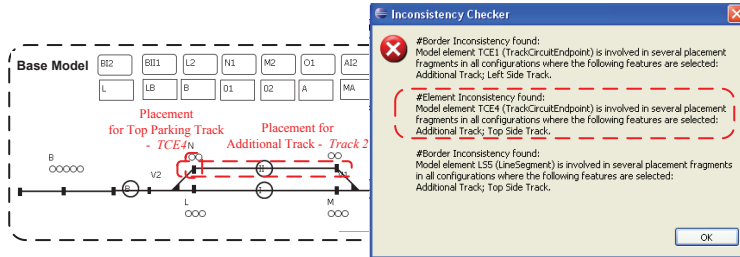 Base Model
BI2 BII1 L2 N1 M2 O1 AI2
L LB B 01 02 A MA
Placement
for Top Parking Track
- TCE4
Placement for
Additional Track - Track 2
N
B
V2
II
B
I
L
M
Inconsistency Checker
#Border Inconsistency found:
Model element TCE1 (TrackCircuitEndpoint) is involved in several placement
fragments in all configurations where the following features are selected:
Additional Track; Left Side Track.
#Element Inconsistency found:
Model element TCE4 (TrackCircuitEndpoint) is involved in several placement
fragments in all configurations where the following features are selected:
Additional Track; Top Side Track.
#Border Inconsistency found:
Model element LS5 (LineSegment) is involved in several placement fragments
in all configurations where the following features are selected:
Additional Track; Top Side Track.
OK